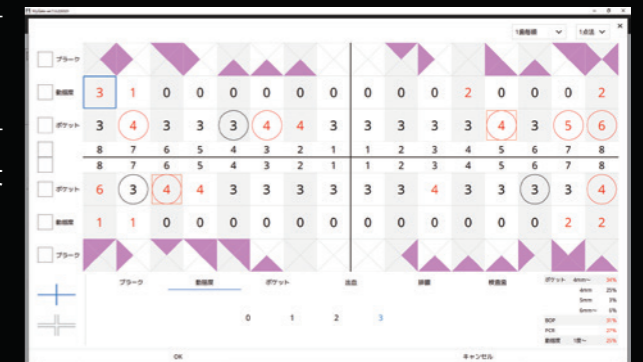 1歯指標 1点法 ×
プラーク
動揺度 3 1 0 0 0 0 0 0 0 0 0 2 0 0 0 2
ポケット 3 4 3 3 3 4 4 3 3 3 3 3 4 3 5 6
8 7 6 5 4 3 2 1 1 2 3 4 5 6 7 8
8 7 6 5 4 3 2 1 1 2 3 4 5 6 7 8
ポケット 6 3 4 4 3 3 3 3 3 3 4 3 3 3 3 4
動揺度 1 1 0 0 0 0 0 0 0 0 0 0 0 0 2 2
プラーク
プラーク 動揺度 ポケット 出血 排膿
0 1 2 3
ポケット 4mm~ 34%
4mm 25%
5mm 3%
6mm~ 6%
BOP 31%
PCR 27%
動揺度 1度~ 25%
OK キャンセル